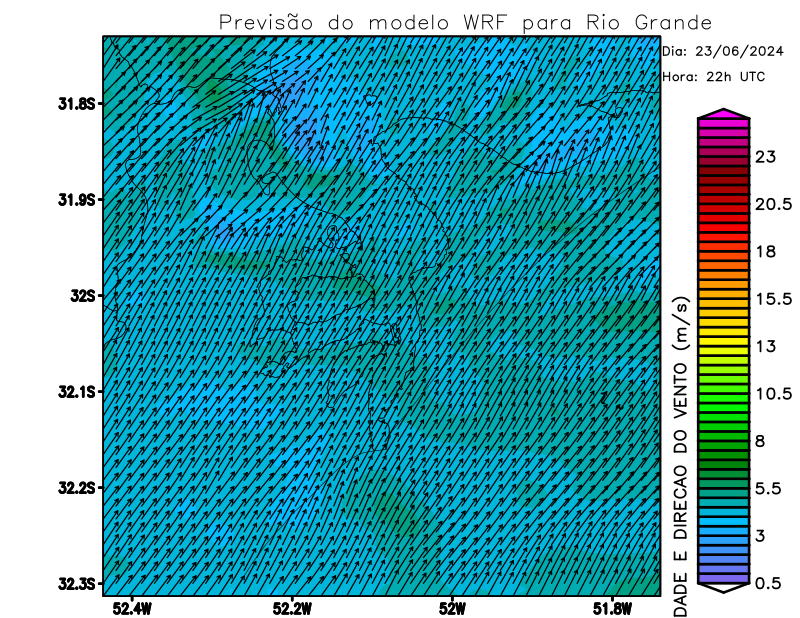 Previsão do modelo WRF para Rio Grande
Dia: 23/06/2024
Hora: 22h UTC
31.8S
31.9S
32S
32.1S
32.2S
32.3S
52.4W
52.2W
52W
51.8W
DADE E DIRECAO DO VENTO (m/s)
23
20.5
18
15.5
13
10.5
8
5.5
3
0.5